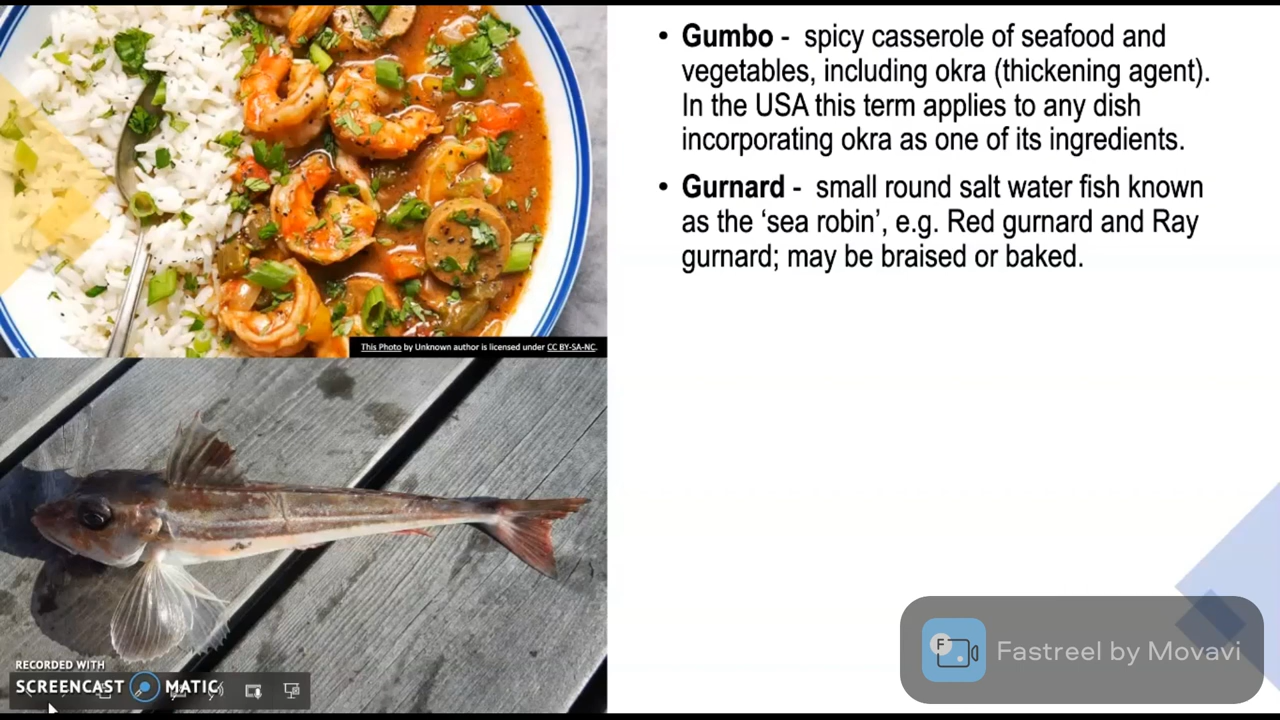 • Gumbo - spicy casserole of seafood and
vegetables, including okra (thickening agent).
In the USA this term applies to any dish
incorporating okra as one of its ingredients.
• Gurnard - small round salt water fish known
as the ‘sea robin’, e.g. Red gurnard and Ray
gurnard; may be braised or baked.
This Photo by Unknown author is licensed under CC BY-SA-NC.
RECORDED WITH
SCREENCAST MATIC
F
Fastreel by Movavi